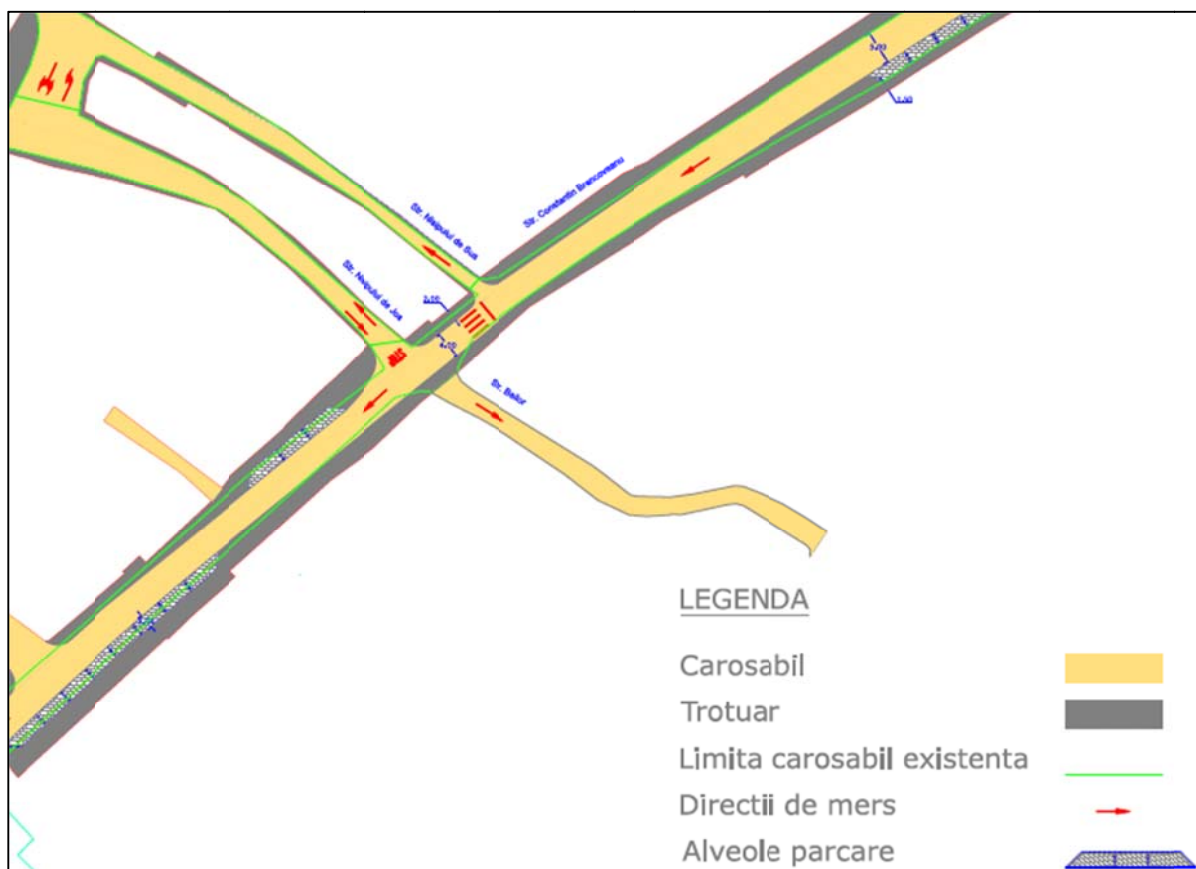 Str. Constantin Brancoveanu
Str. Nisipului de Sus
Str. Nisipului de Jos
Str. Bailor
LEGENDA
Carosabil
Trotuar
Limita carosabil existenta
Directii de mers
Alveole parcare